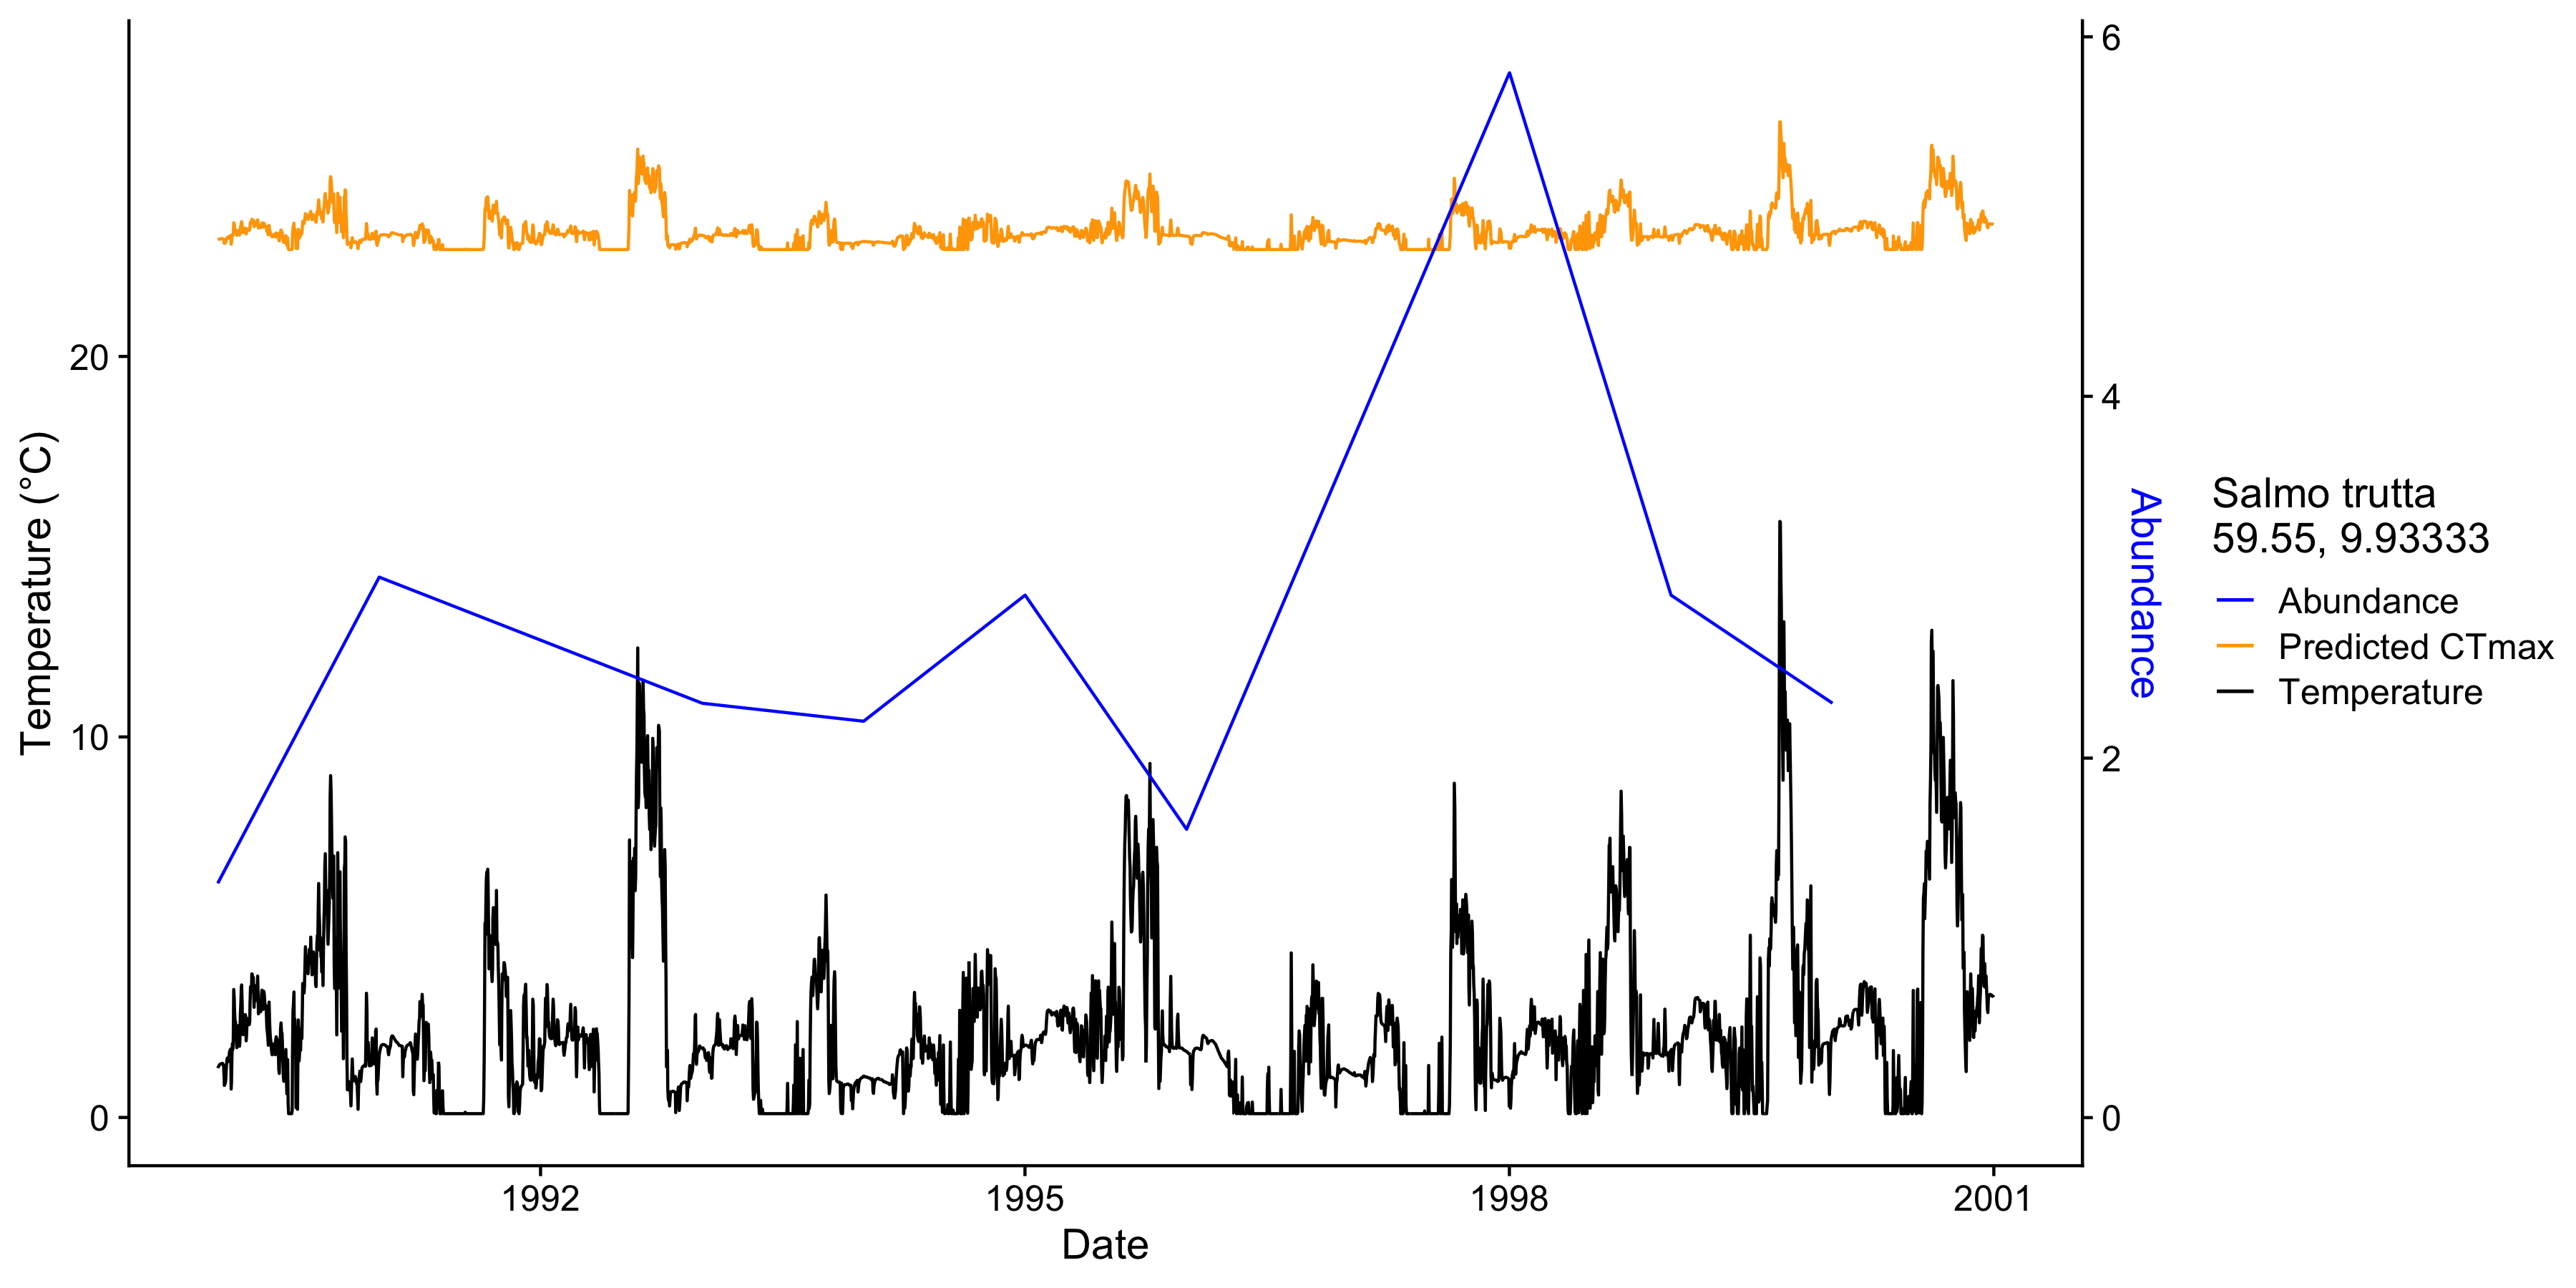 Temperature (°C)
20
10
0
1992
1995
1998
2001
Date
6
4
2
0
Abundance
Salmo trutta
59.55, 9.93333
Abundance
Predicted CTmax
Temperature